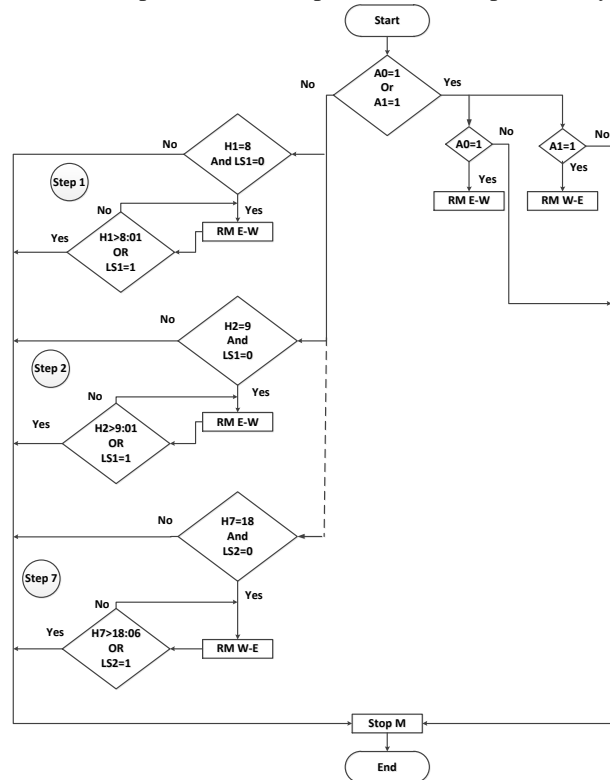 Start
A0=1
Or
A1=1
No
Yes
H1=8
And LS1=0
No
A0=1
No
A1=1
No
Step 1
Yes
Yes
Yes
RM E-W
RM W-E
No
RM E-W
H1>8:01
OR
LS1=1
Yes
No
H2=9
And
LS1=0
Step 2
Yes
No
RM E-W
H2>9:01
OR
LS1=1
Yes
No
H7=18
And
LS2=0
Step 7
Yes
No
Yes
H7>18:06
OR
LS2=1
RM W-E
Stop M
End